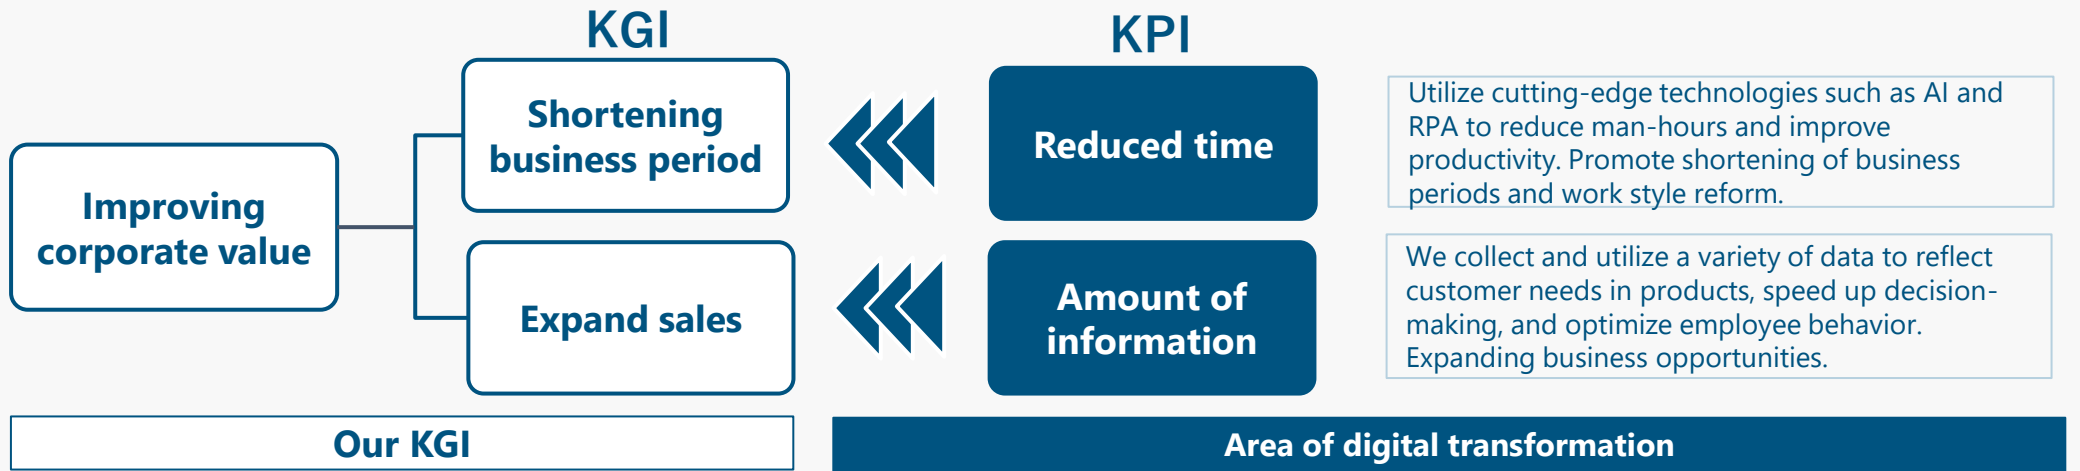 KGI
KPI
Improving
corporate value
Shortening
business period
Reduced time
Utilize cutting-edge technologies such as AI and
RPA to reduce man-hours and improve
productivity. Promote shortening of business
periods and work style reform.
Expand sales
Amount of
information
We collect and utilize a variety of data to reflect
customer needs in products, speed up decision-
making, and optimize employee behavior.
Expanding business opportunities.
Our KGI
Area of digital transformation